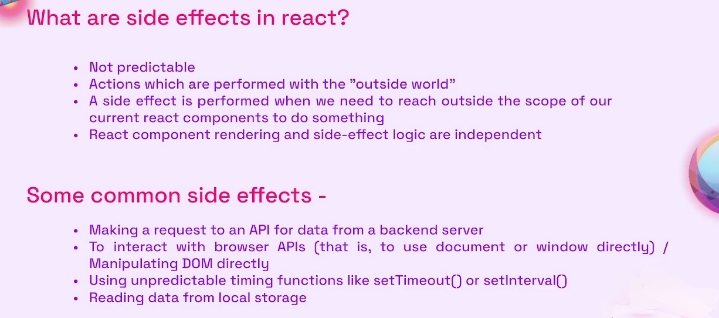 What are side effects in react?
• Not predictable
• Actions which are performed with the "outside world"
• A side effect is performed when we need to reach outside the scope of our
current react components to do something
• React component rendering and side-effect logic are independent
Some common side effects -
• Making a request to an API for data from a backend server
• To interact with browser APIs (that is, to use document or window directly) /
Manipulating DOM directly
• Using unpredictable timing functions like setTimeout() or setInterval()
• Reading data from local storage